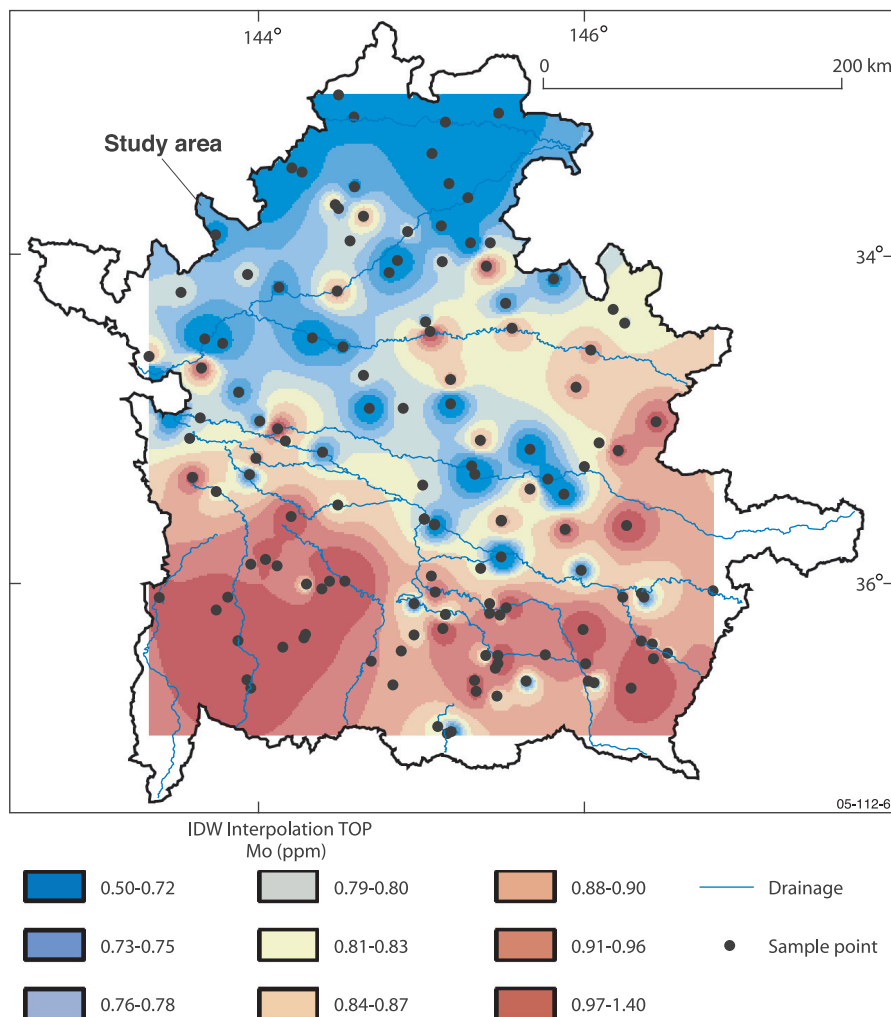 144° 146°
0 200 km
Study area
34°
36°
05-112-6
IDW Interpolation TOP
Mo (ppm)
0.50-0.72 0.79-0.80 0.88-0.90 Drainage
0.73-0.75 0.81-0.83 0.91-0.96 Sample point
0.76-0.78 0.84-0.87 0.97-1.40